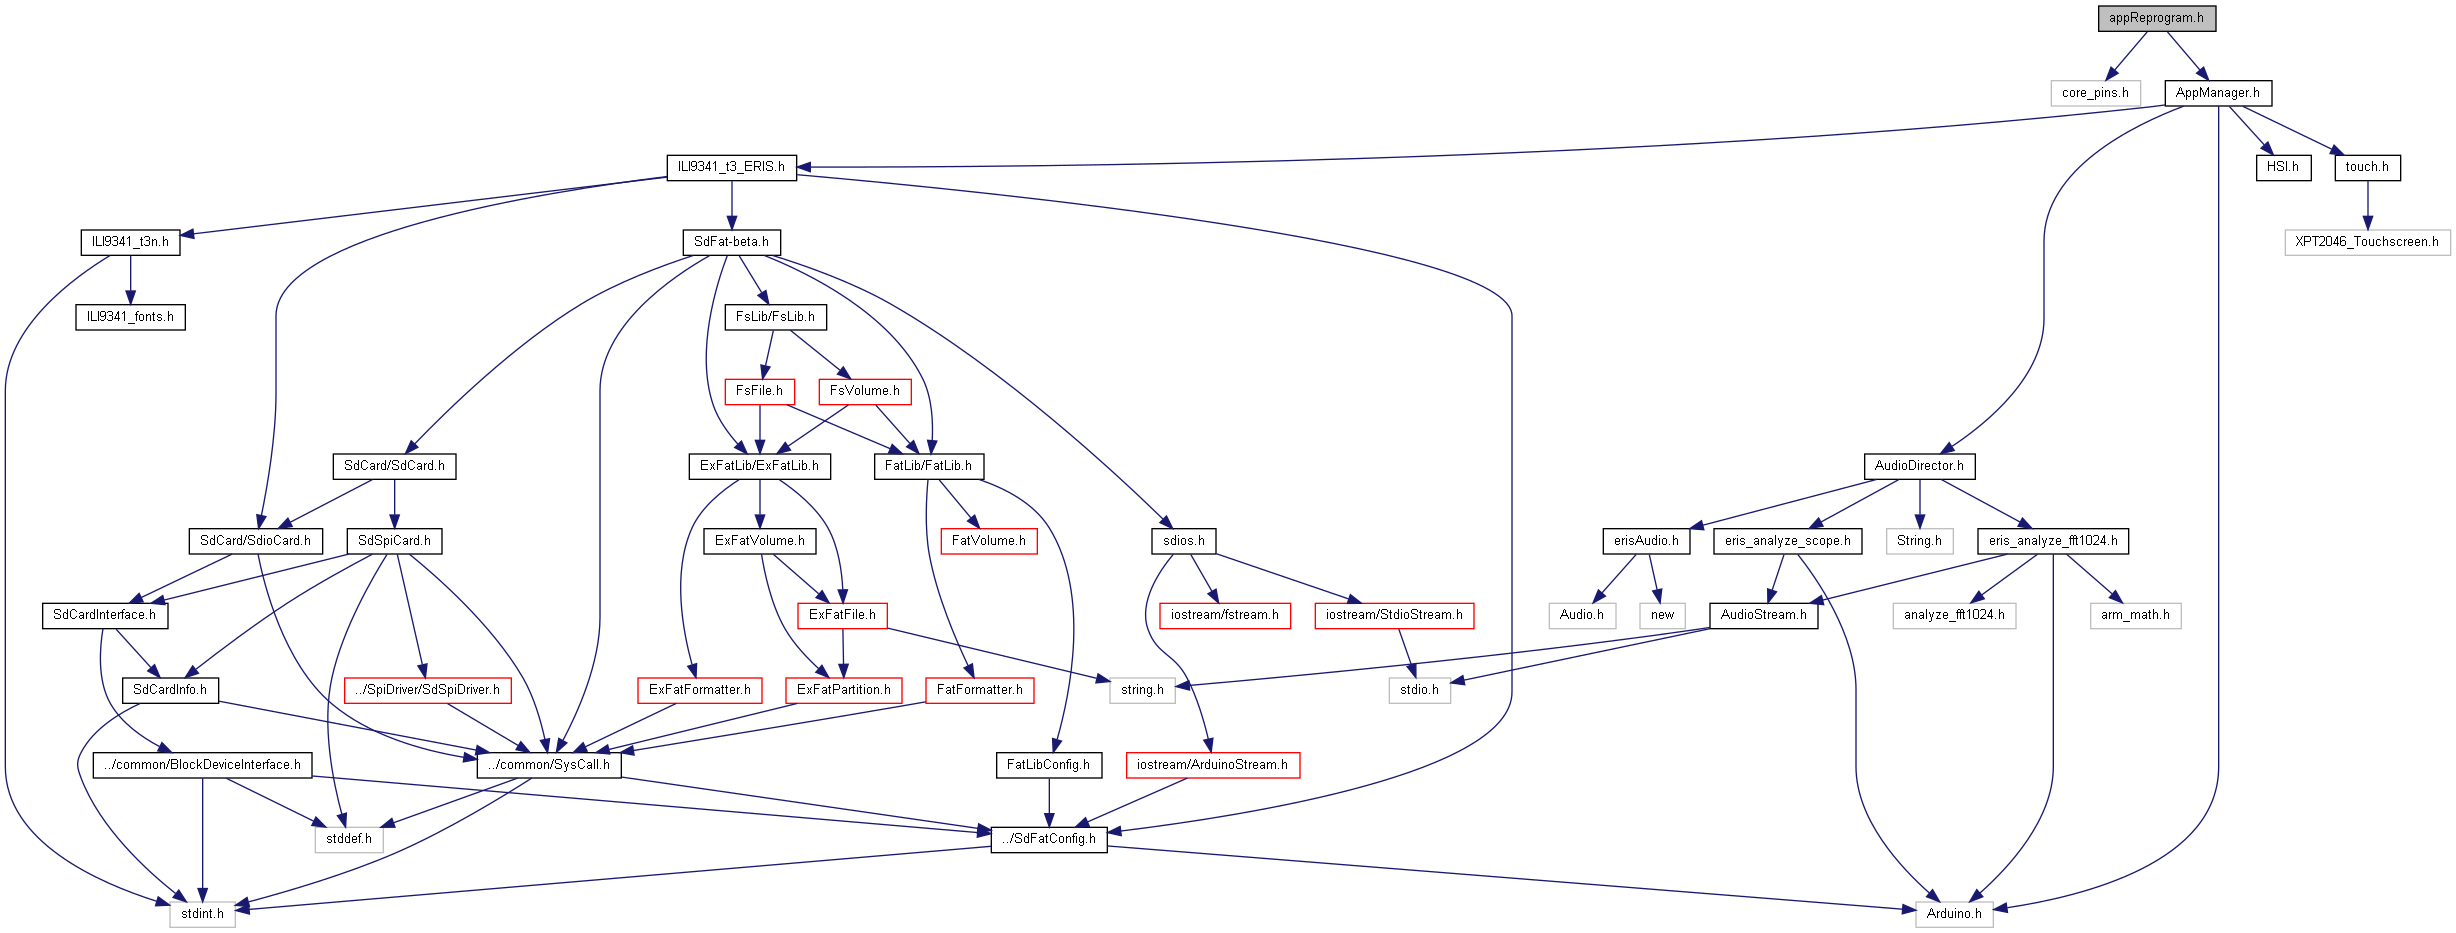 appReprogram.h
core_pins.h
AppManager.h
ILI9341_t3_ERIS.h
HSI.h
touch.h
ILI9341_t3n.h
SdFat-beta.h
XPT2046_Touchscreen.h
ILI9341_fonts.h
FsLib/FsLib.h
FsFile.h
FsVolume.h
SdCard/SdCard.h
ExFatLib/ExFatLib.h
FatLib/FatLib.h
AudioDirector.h
SdCard/SdioCard.h
SdSpiCard.h
ExFatVolume.h
FatVolume.h
sdios.h
erisAudio.h
eris_analyze_scope.h
String.h
eris_analyze_fft1024.h
SdCardInterface.h
ExFatFile.h
iostream/fstream.h
iostream/StdioStream.h
Audio.h
new
AudioStream.h
analyze_fft1024.h
arm_math.h
SdCardInfo.h
../SpiDriver/SdSpiDriver.h
ExFatFormatter.h
ExFatPartition.h
FatFormatter.h
string.h
stdio.h
../common/BlockDeviceInterface.h
../common/SysCall.h
FatLibConfig.h
iostream/ArduinoStream.h
stddef.h
../SdFatConfig.h
stdint.h
Arduino.h